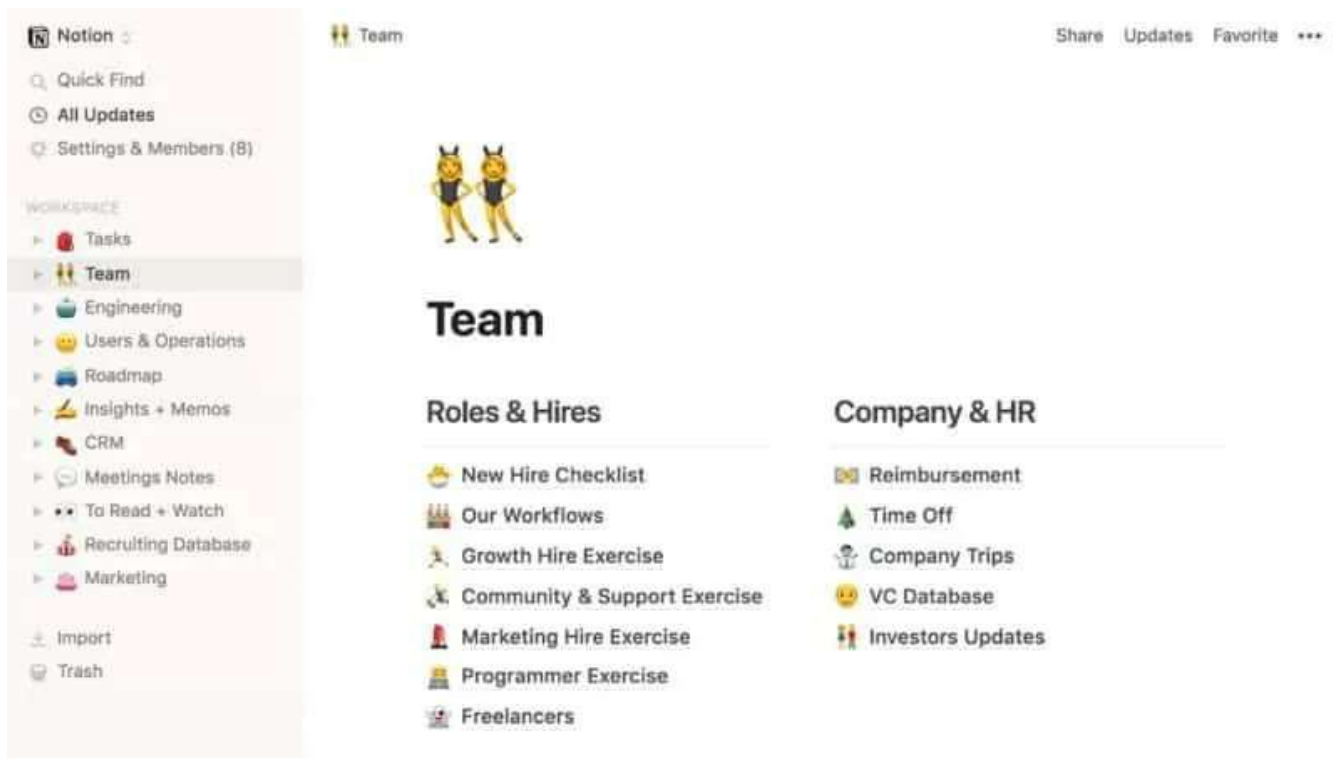 Notion
Quick Find
All Updates
Settings & Members (8)
WORKSPACE
Tasks
Team
Engineering
Users & Operations
Roadmap
Insights + Memos
CRM
Meetings Notes
To Read + Watch
Recruiting Database
Marketing
Import
Trash
Team
Share Updates Favorite •••
Team
Roles & Hires
New Hire Checklist
Our Workflows
Growth Hire Exercise
Community & Support Exercise
Marketing Hire Exercise
Programmer Exercise
Freelancers
Company & HR
Reimbursement
Time Off
Company Trips
VC Database
Investors Updates